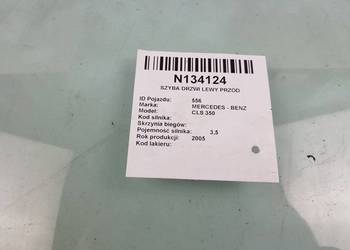 N134124
SZYBA DRZWI LEWY PRZÓD
ID Pojazdu: 556
Marka: MERCEDES - BENZ
Model: CLS 350
Kod silnika:
Skrzynia biegów:
Pojemność silnika: 3,5
Rok produkcji: 2005
Kod lakieru: